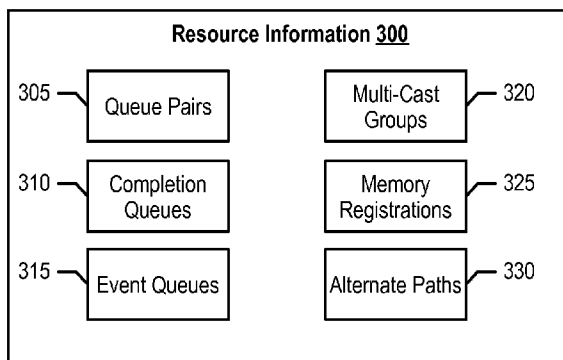 Resource Information 300
305
Queue Pairs
Multi-Cast
Groups
320
310
Completion
Queues
Memory
Registrations
325
315
Event Queues
Alternate Paths
330